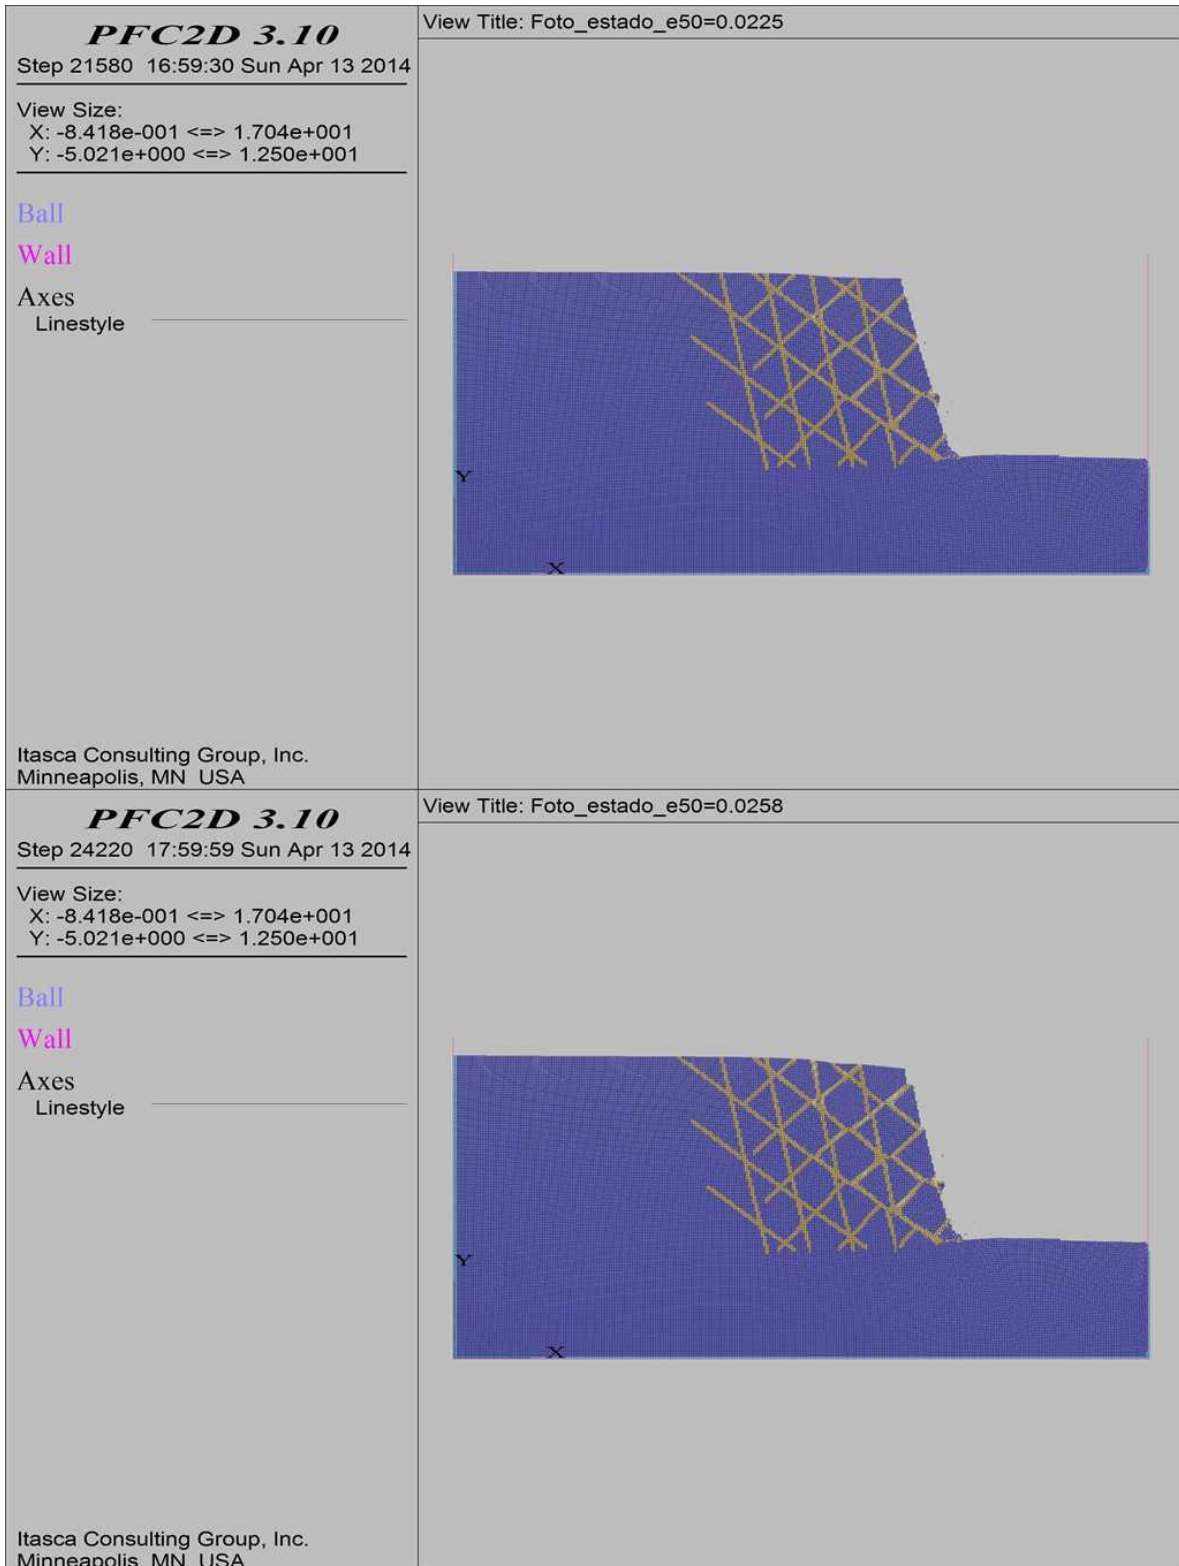 PFC2D 3.10
Step 21580 16:59:30 Sun Apr 13 2014
View Size:
X: -8.418e-001 <=> 1.704e+001
Y: -5.021e+000 <=> 1.250e+001
Ball
Wall
Axes
Linestyle
Itasca Consulting Group, Inc.
Minneapolis, MN USA
View Title: Foto_estado_e50=0.0225
Y
X
PFC2D 3.10
Step 24220 17:59:59 Sun Apr 13 2014
View Size:
X: -8.418e-001 <=> 1.704e+001
Y: -5.021e+000 <=> 1.250e+001
Ball
Wall
Axes
Linestyle
Itasca Consulting Group, Inc.
Minneapolis, MN USA
View Title: Foto_estado_e50=0.0258
Y
X